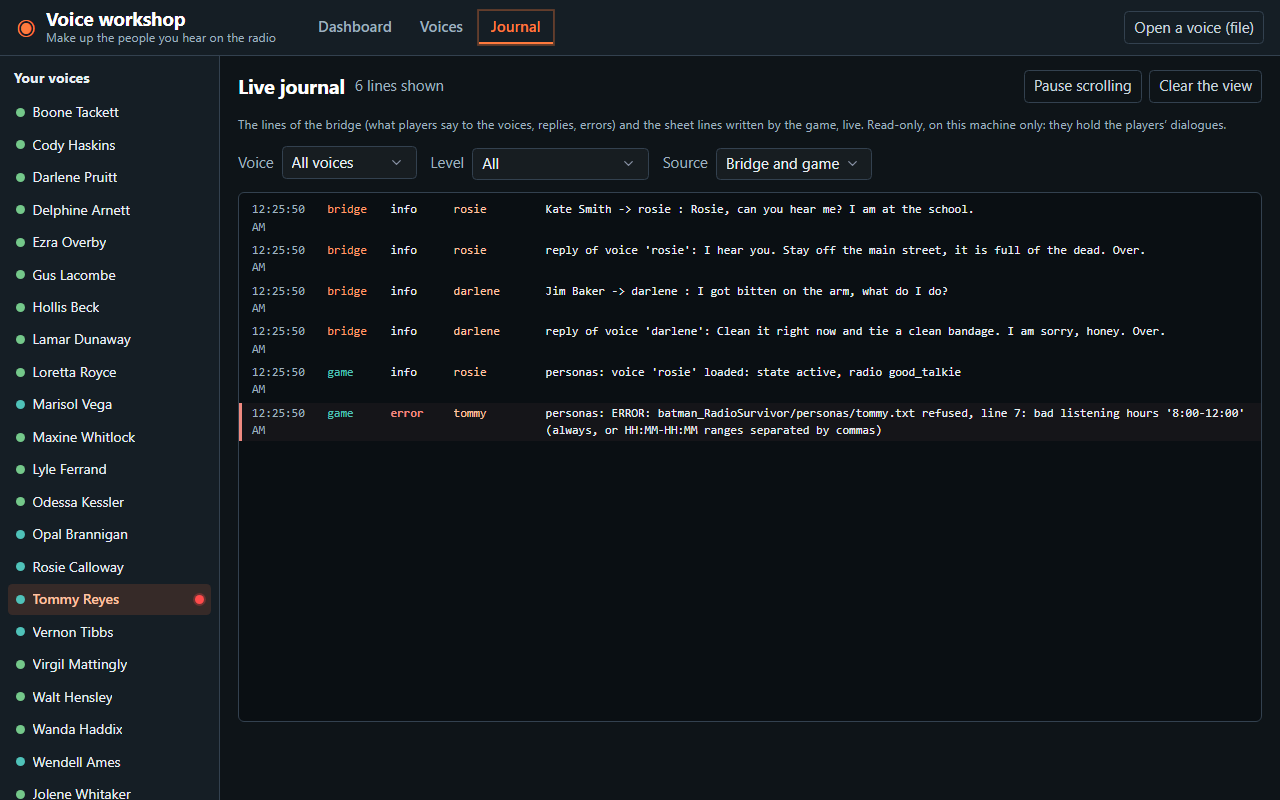 Voice workshop
Make up the people you hear on the radio
Dashboard
Voices
Journal
Open a voice (file)
Your voices
Boone Tackett
Cody Haskins
Darlene Pruitt
Delphine Arnett
Ezra Overby
Gus Lacombe
Hollis Beck
Lamar Dunaway
Loretta Royce
Marisol Vega
Maxine Whitlock
Lyle Ferrand
Odessa Kessler
Opal Brannigan
Rosie Calloway
Tommy Reyes
Vernon Tibbs
Virgil Mattingly
Walt Hensley
Wanda Haddix
Wendell Ames
Jolene Whitaker
Live journal 6 lines shown
Pause scrolling
Clear the view
The lines of the bridge (what players say to the voices, replies, errors) and the sheet lines written by the game, live. Read-only, on this machine only: they hold the players' dialogues.
Voice All voices Level All Source Bridge and game
12:25:50 AM bridge info rosie Kate Smith -> rosie : Rosie, can you hear me? I am at the school.
12:25:50 AM bridge info rosie reply of voice 'rosie': I hear you. Stay off the main street, it is full of the dead. Over.
12:25:50 AM bridge info darlene Jim Baker -> darlene : I got bitten on the arm, what do I do?
12:25:50 AM bridge info darlene reply of voice 'darlene': Clean it right now and tie a clean bandage. I am sorry, honey. Over.
12:25:50 AM game info rosie personas: voice 'rosie' loaded: state active, radio good_talkie
12:25:50 AM game error tommy personas: ERROR: batman_RadioSurvivor/personas/tommy.txt refused, line 7: bad listening hours '8:00-12:00'
(always, or HH:MM-HH:MM ranges separated by commas)